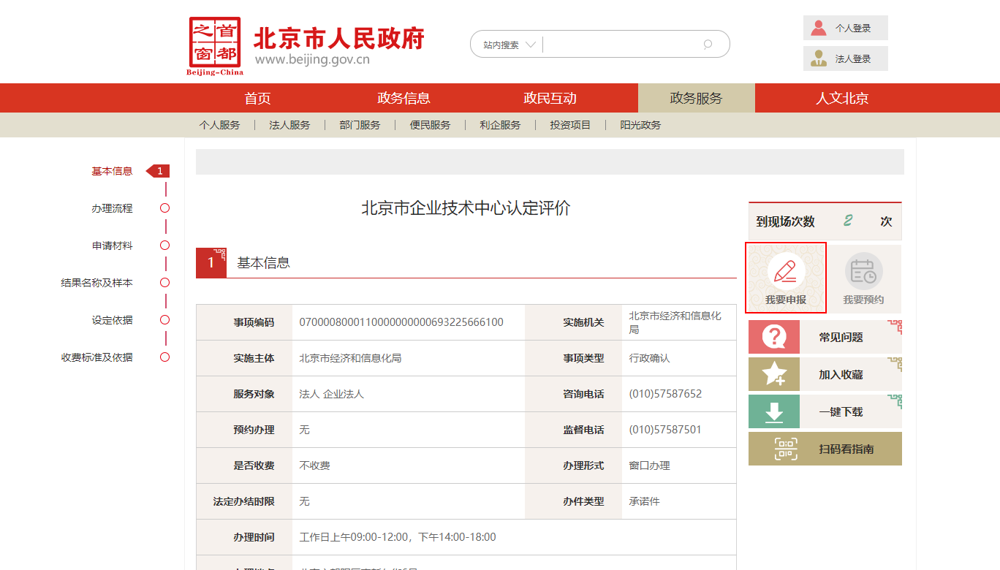 首都之窗
Beijing-China
北京市人民政府
www.beijing.gov.cn
站内搜索
个人登录
法人登录
首页 政务信息 政民互动 政务服务 人文北京
个人服务 法人服务 部门服务 便民服务 利企服务 投资项目 阳光政务
基本信息 1
办理流程
申请材料
结果名称及样本
设定依据
收费标准及依据
北京市企业技术中心认定评价
1 基本信息
事项编码 0700008000110000000000693225666100 实施机关 北京市经济和信息化
局
实施主体 北京市经济和信息化局 事项类型 行政确认
服务对象 法人 企业法人 咨询电话 (010)57587652
预约办理 无 监督电话 (010)57587501
是否收费 不收费 办理形式 窗口办理
法定办结时限 无 办件类型 承诺件
办理时间 工作日上午09:00-12:00，下午14:00-18:00
到现场次数 2 次
我要申报 我要预约
常见问题
加入收藏
一键下载
扫码看指南